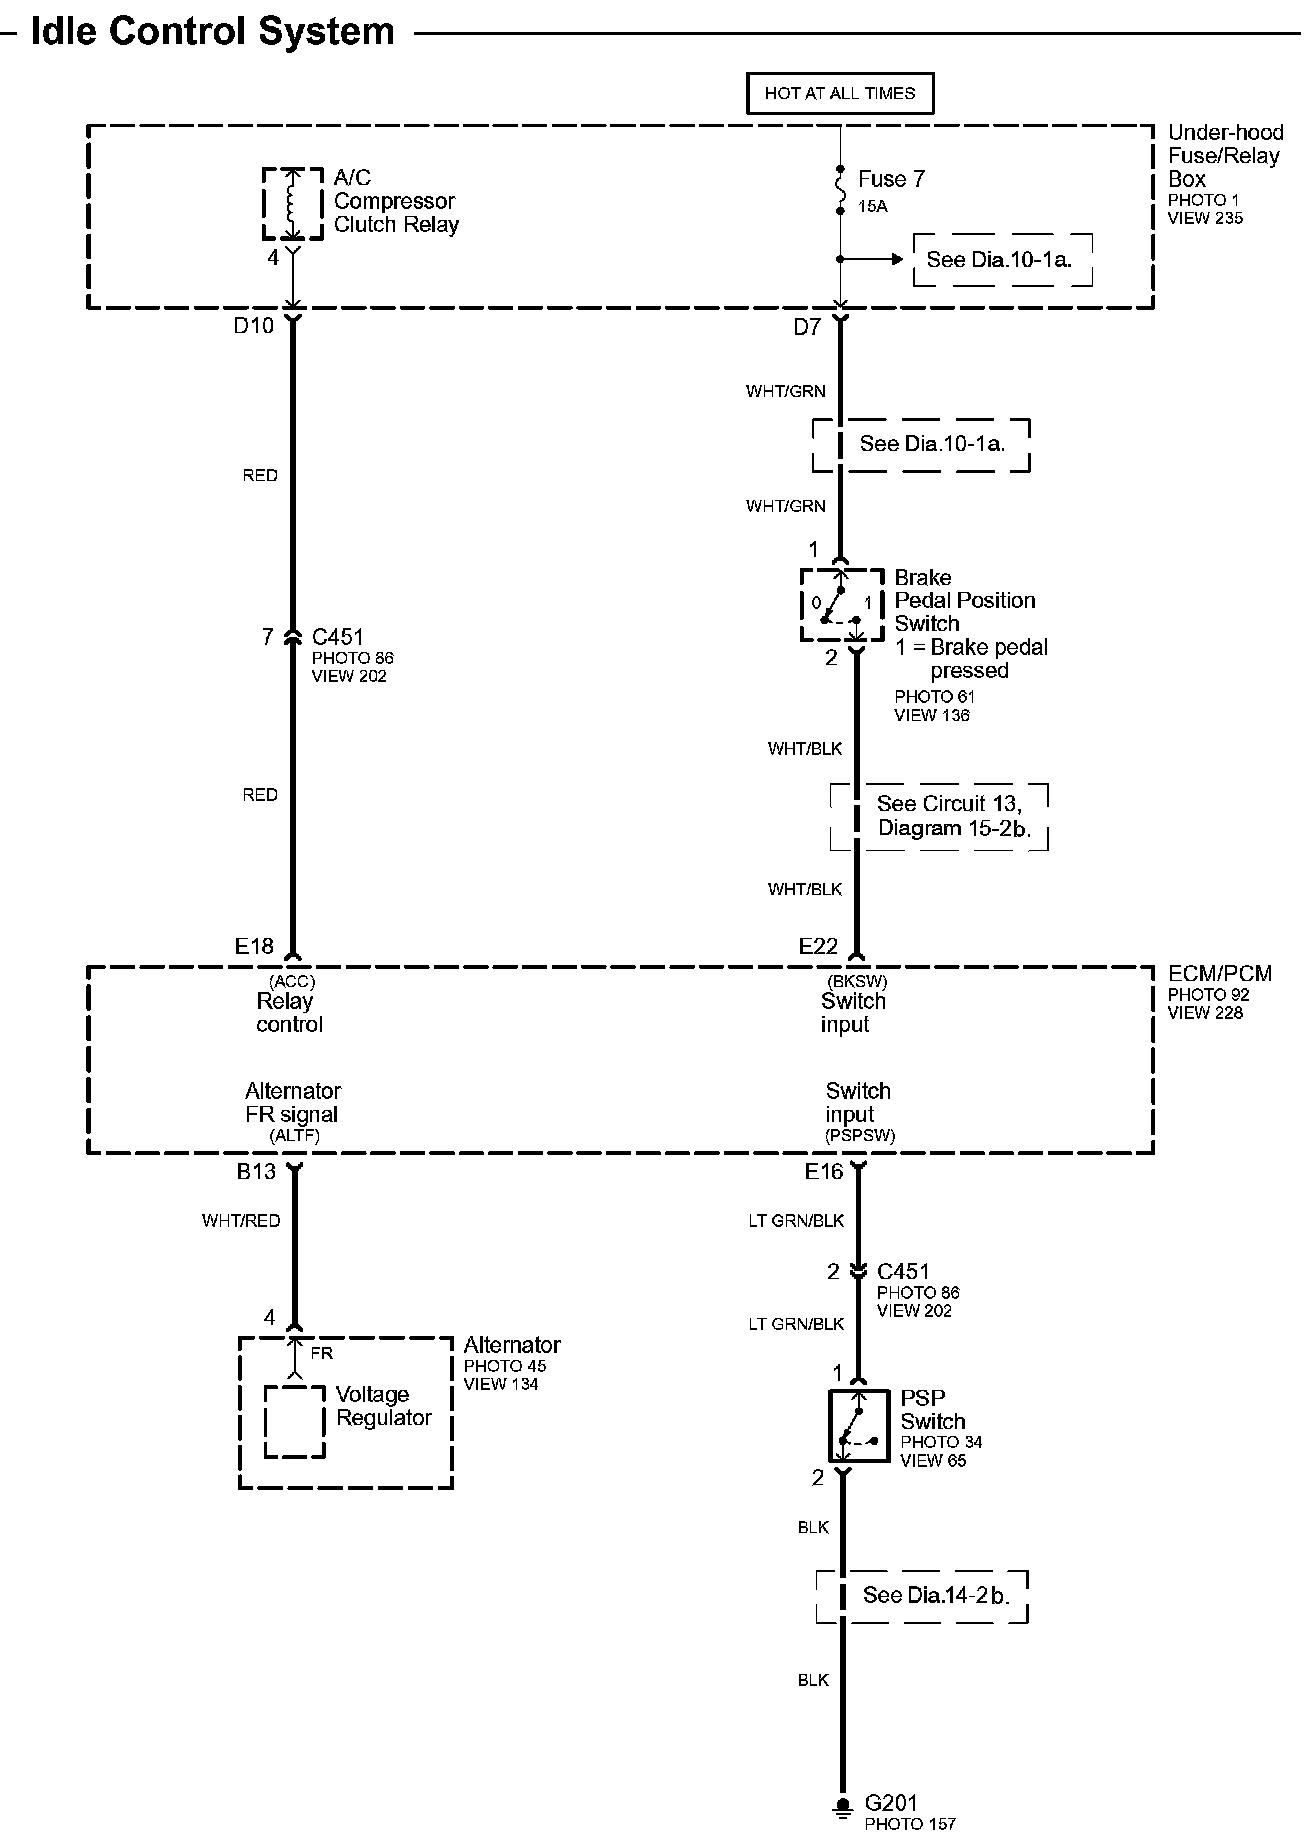 Idle Control System
HOT AT ALL TIMES
Under-hood
Fuse/Relay
Box
PHOTO 1
VIEW 235
A/C
Compressor
Clutch Relay
4
Fuse 7
15A
See Dia.10-1a.
D10
D7
WHT/GRN
See Dia.10-1a.
RED
WHT/GRN
1
Brake
Pedal Position
Switch
1 = Brake pedal
pressed
PHOTO 61
VIEW 136
0
1
2
7
C451
PHOTO 86
VIEW 202
WHT/BLK
RED
See Circuit 13,
Diagram 15-2b.
WHT/BLK
E18
E22
ECM/PCM
PHOTO 92
VIEW 228
(ACC)
Relay
control
(BKSW)
Switch
input
Alternator
FR signal
(ALTF)
Switch
input
(PSPSW)
B13
E16
WHT/RED
LT GRN/BLK
2
C451
PHOTO 86
VIEW 202
4
LT GRN/BLK
FR
Alternator
PHOTO 45
VIEW 134
Voltage
Regulator
1
PSP
Switch
PHOTO 34
VIEW 65
2
BLK
See Dia.14-2b.
BLK
G201
PHOTO 157